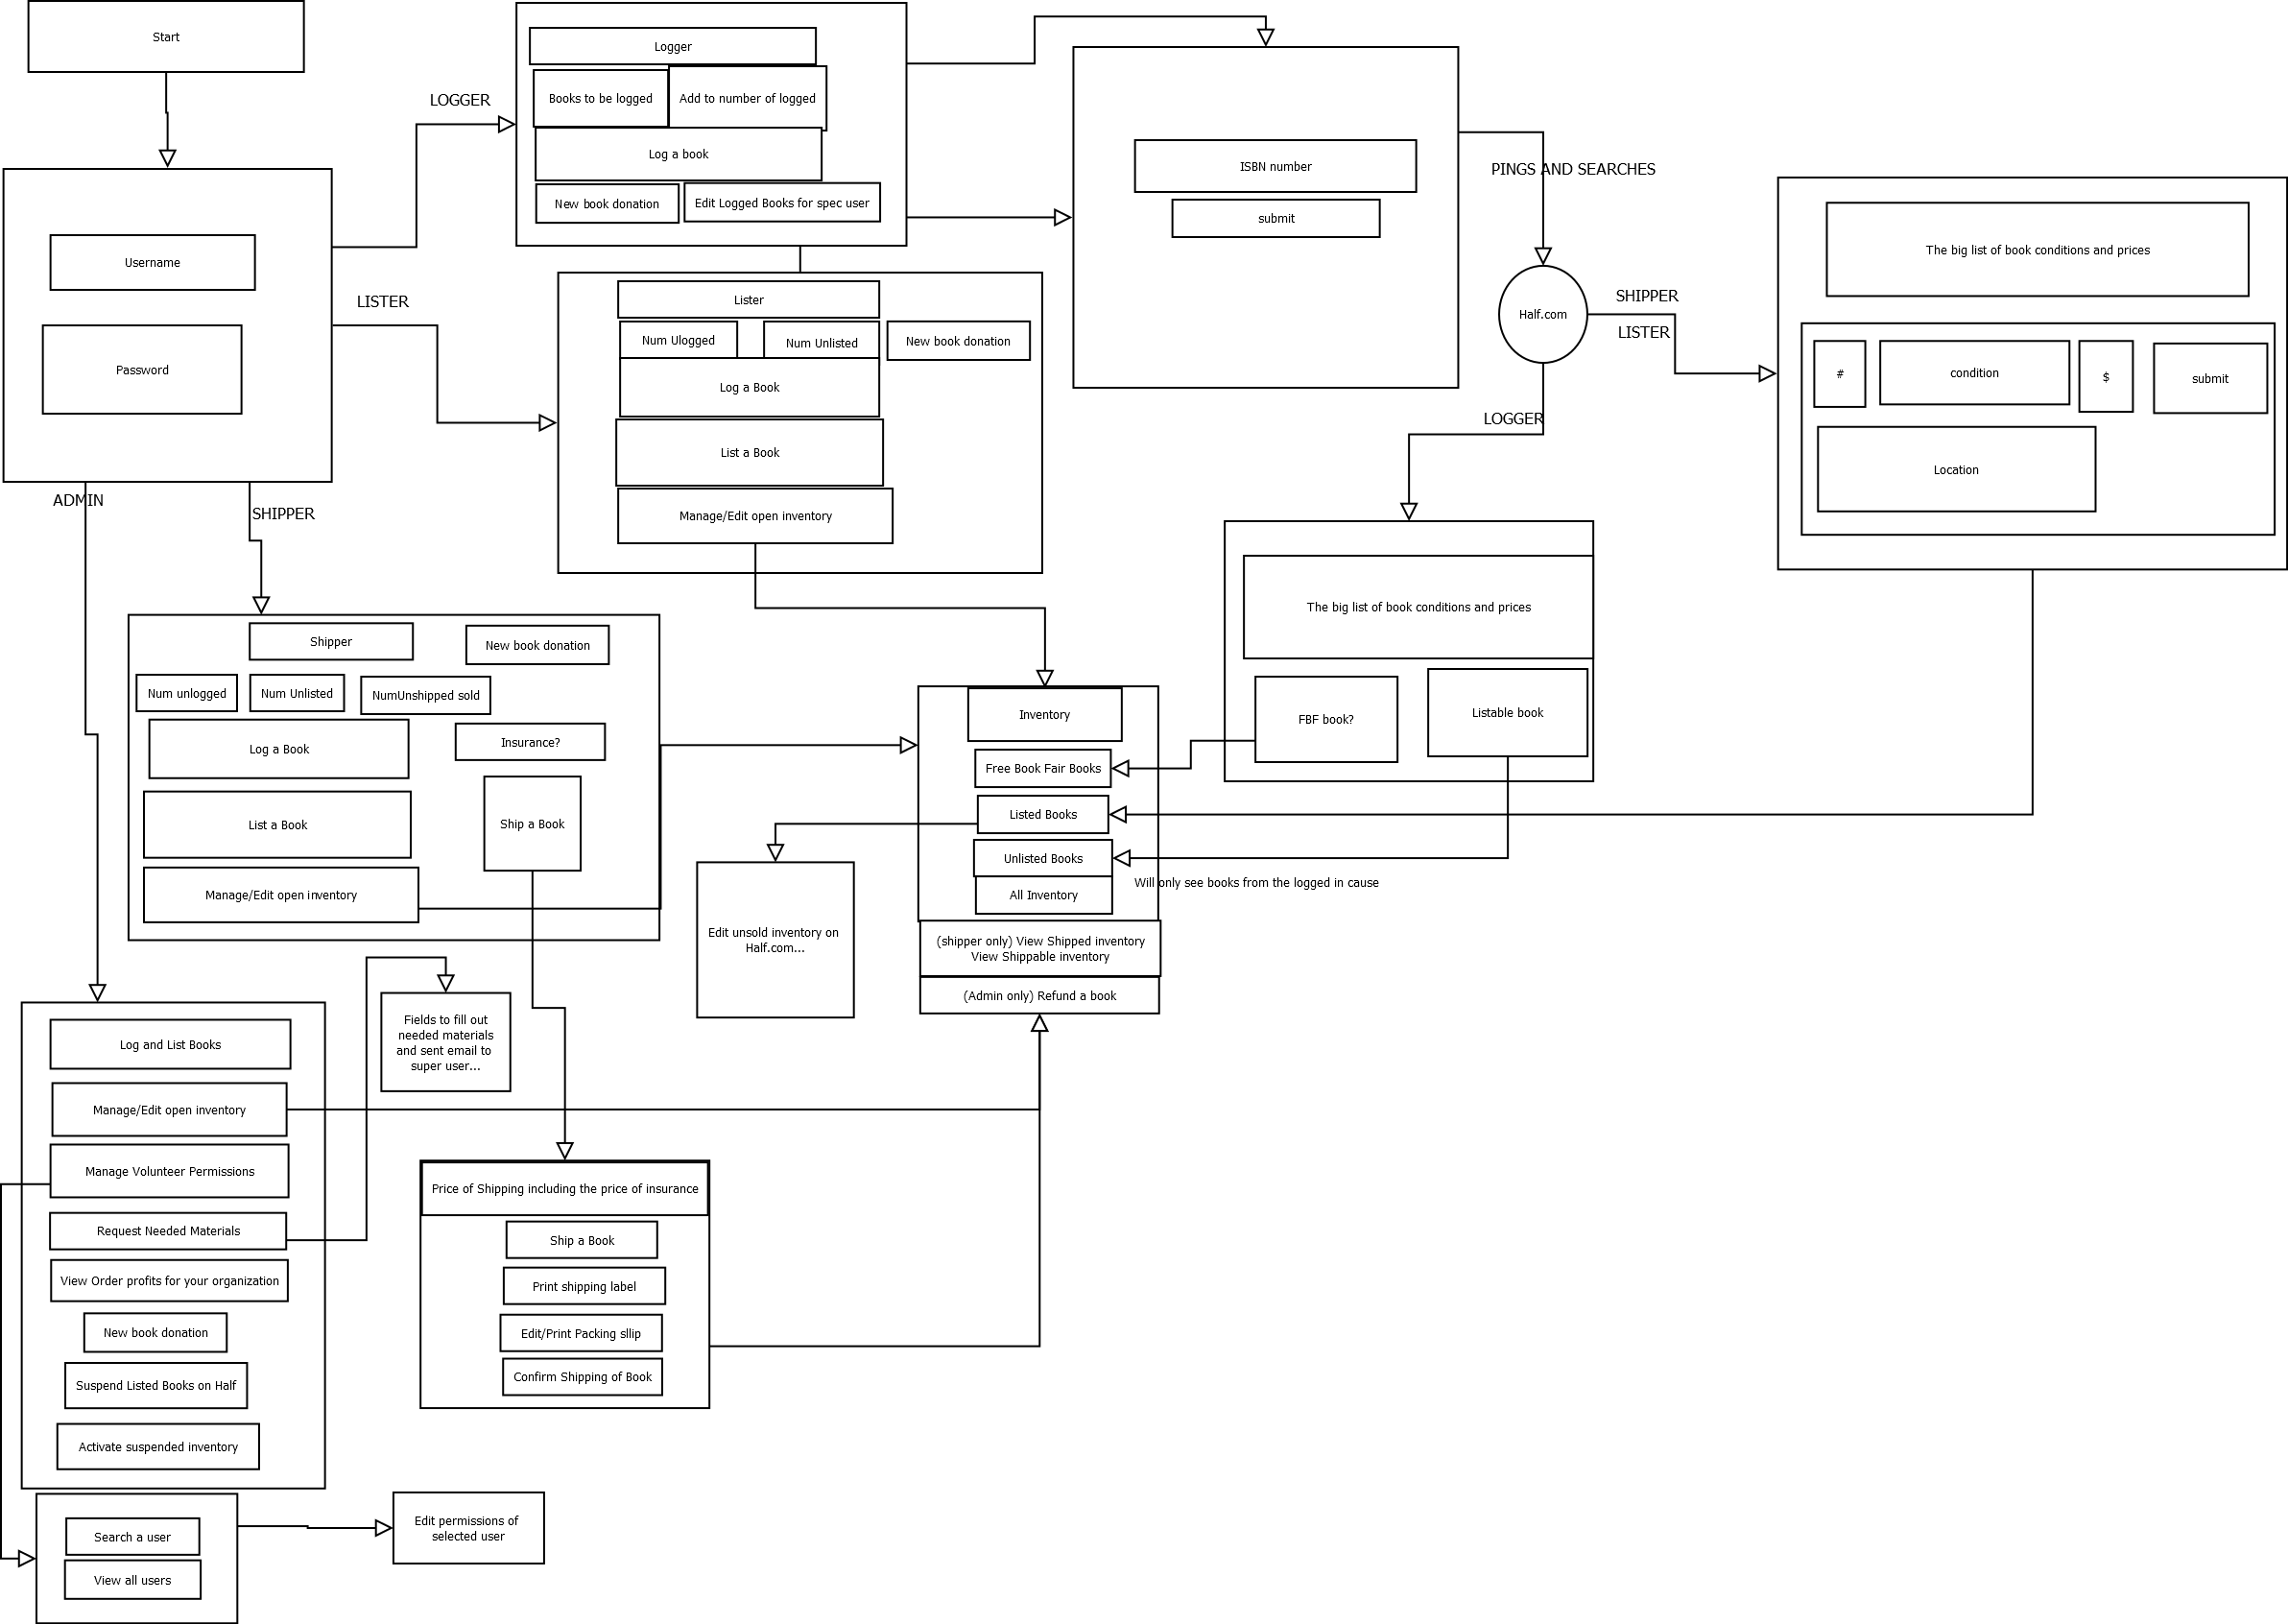 Start
Username
Password
LOGGER
LISTER
ADMIN
SHIPPER
Logger
Books to be logged
Add to number of logged
Log a book
New book donation
Edit Logged Books for spec user
Lister
Num Ulogged
Num Unlisted
New book donation
Log a Book
List a Book
Manage/Edit open inventory
ISBN number
submit
PINGS AND SEARCHES
Half.com
SHIPPER
LISTER
LOGGER
The big list of book conditions and prices
#
condition
$
submit
Location
The big list of book conditions and prices
FBF book?
Listable book
Shipper
New book donation
Num unlogged
Num Unlisted
NumUnshipped sold
Log a Book
Insurance?
List a Book
Ship a Book
Manage/Edit open inventory
Inventory
Free Book Fair Books
Listed Books
Unlisted Books
All Inventory
Will only see books from the logged in cause
(shipper only) View Shipped inventory
View Shippable inventory
(Admin only) Refund a book
Edit unsold inventory on
Half.com...
Fields to fill out
needed materials
and sent email to
super user...
Log and List Books
Manage/Edit open inventory
Manage Volunteer Permissions
Request Needed Materials
View Order profits for your organization
New book donation
Suspend Listed Books on Half
Activate suspended inventory
Price of Shipping including the price of insurance
Ship a Book
Print shipping label
Edit/Print Packing sllip
Confirm Shipping of Book
Search a user
View all users
Edit permissions of
selected user